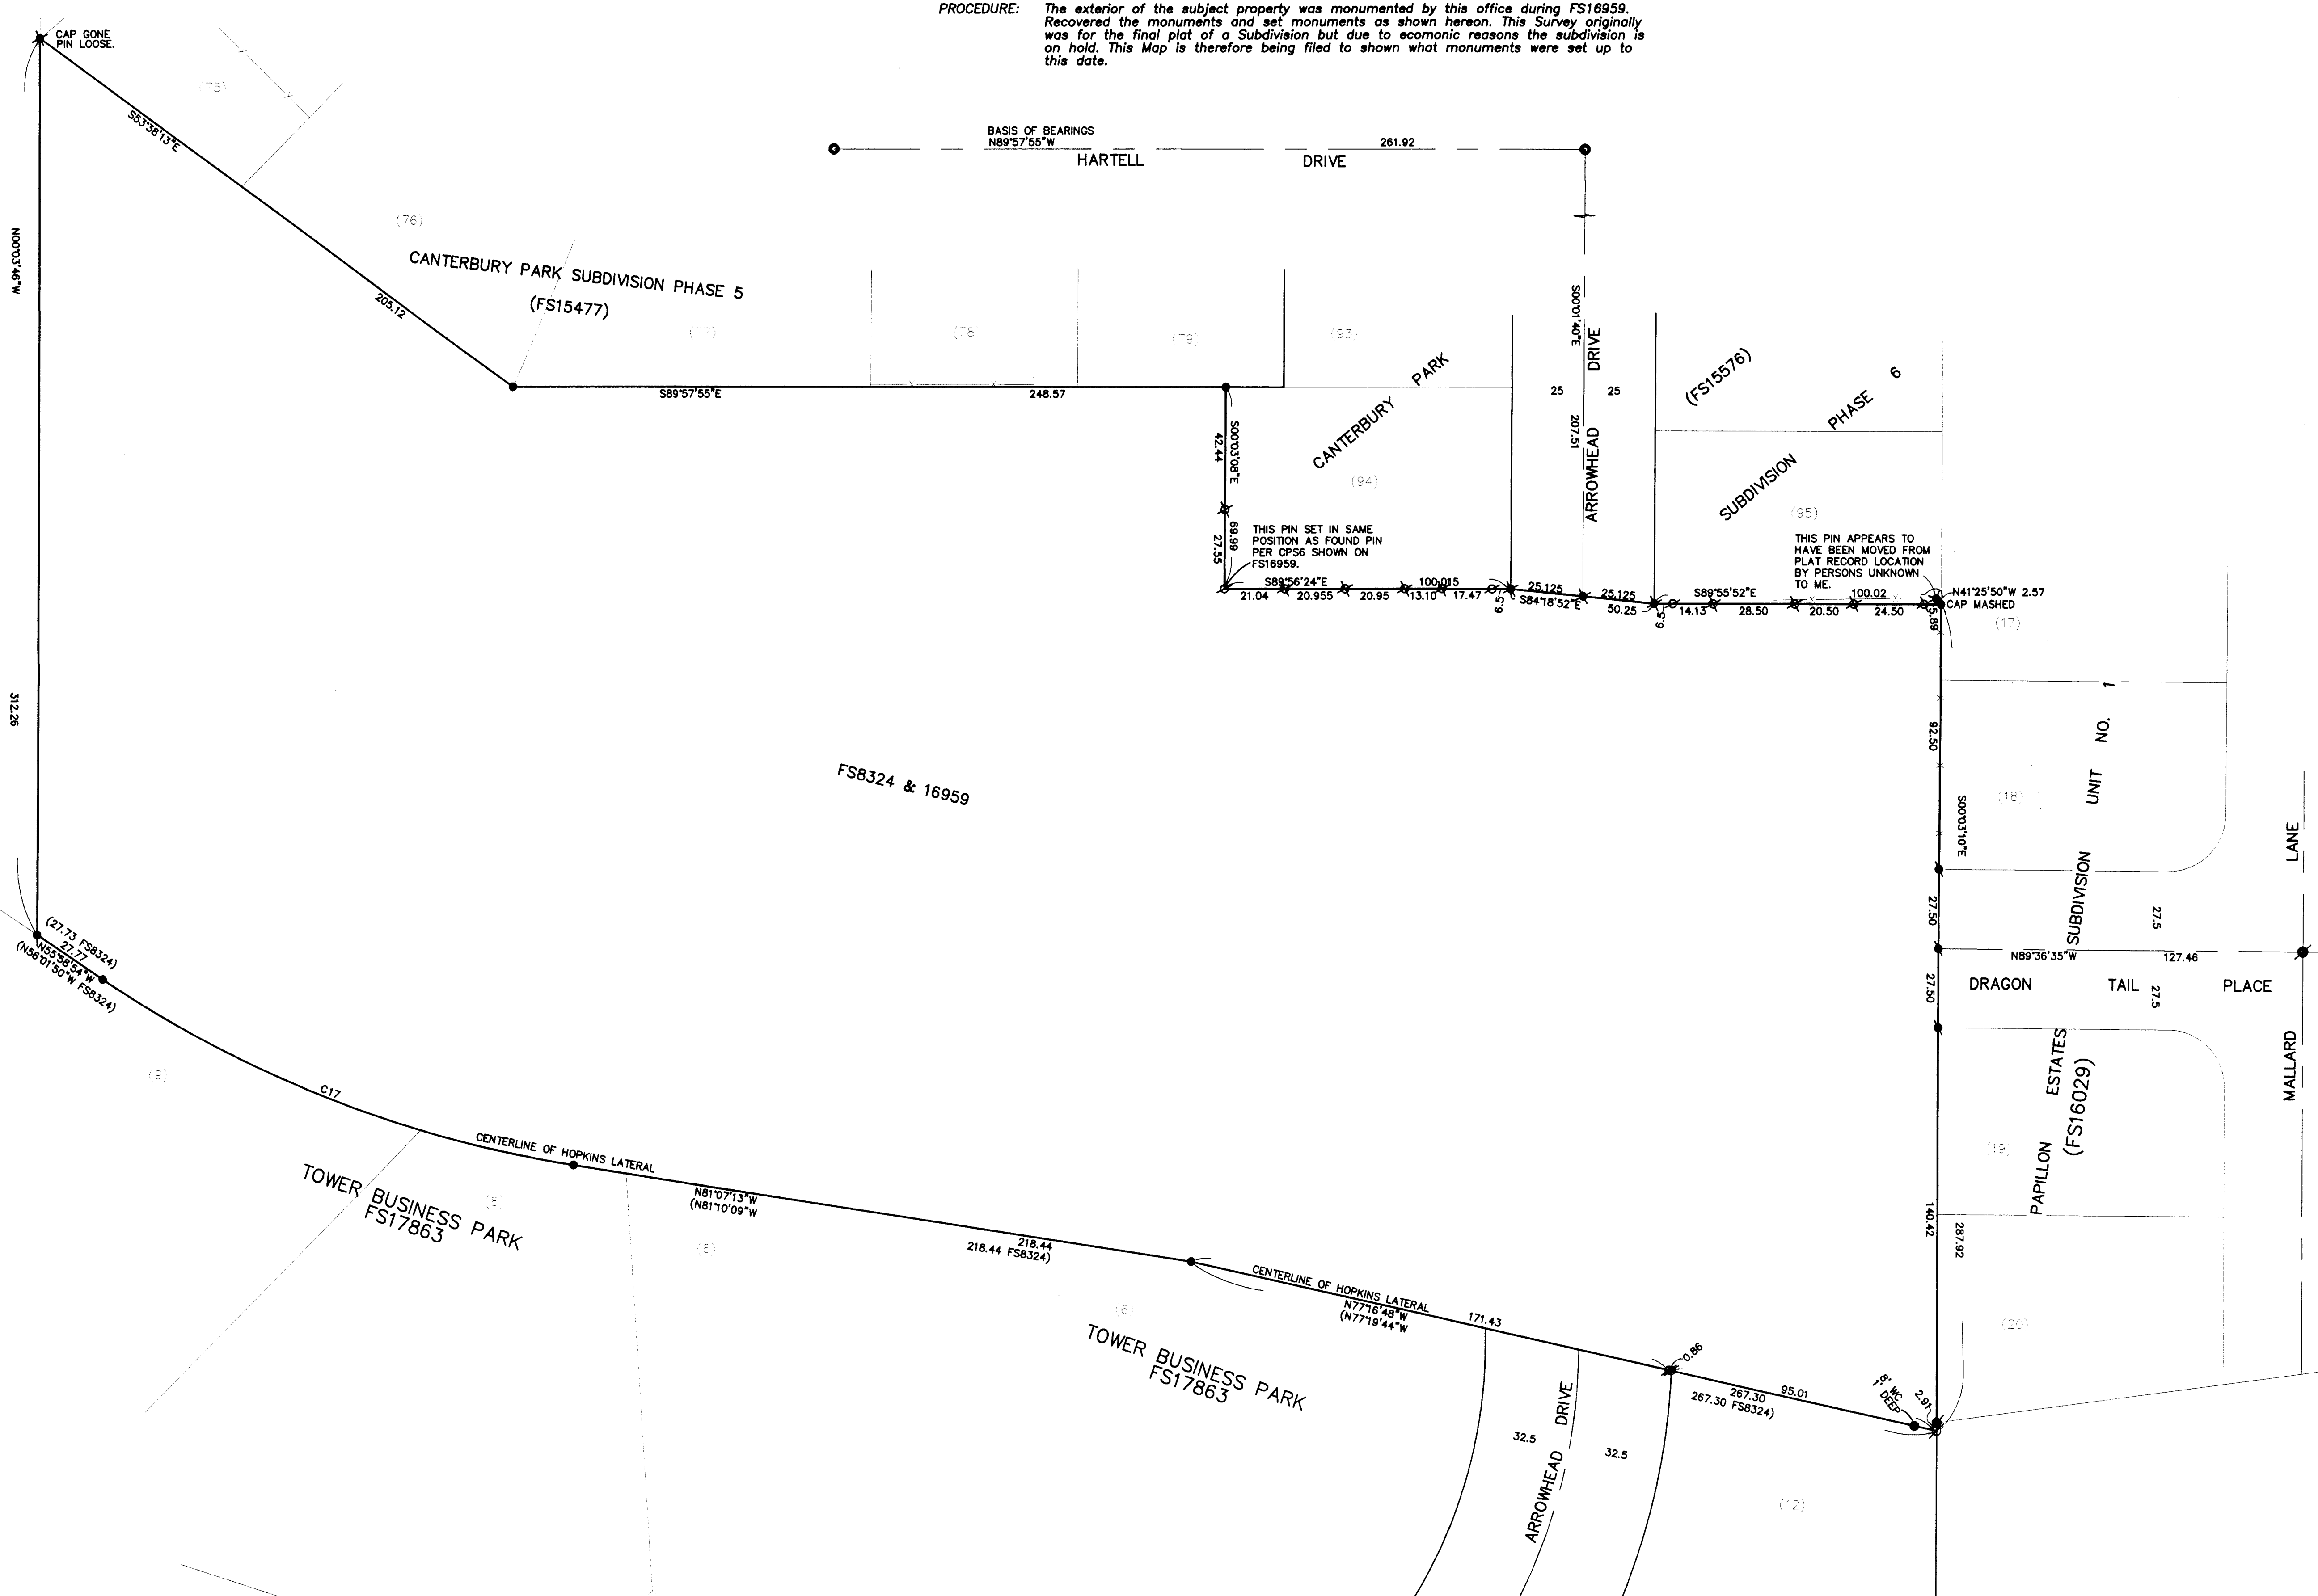 PROCEDURE: The exterior of the subject property was monumented by this office during FS16959.
Recovered the monuments and set monuments as shown hereon. This Survey originally
was for the final plat of a Subdivision but due to ecomonic reasons the subdivision is
on hold. This Map is therefore being filed to shown what monuments were set up to
this date.
CAP GONE
PIN LOOSE.
(75)
S53°38'13"E
205.12
(76)
BASIS OF BEARINGS
N89°57'55"W
261.92
HARTELL DRIVE
N00°03'46"W
312.26
CANTERBURY PARK SUBDIVISION PHASE 5
(FS15477)
(77)
(78)
(79)
(93)
S89°57'55"E
248.57
S00°03'08"E
42.44
69.99
27.55
CANTERBURY PARK
(94)
S00°01'40"E
207.51
25
25
ARROWHEAD DRIVE
(FS15576)
SUBDIVISION PHASE 6
(95)
THIS PIN SET IN SAME
POSITION AS FOUND PIN
PER CPS6 SHOWN ON
FS16959.
THIS PIN APPEARS TO
HAVE BEEN MOVED FROM
PLAT RECORD LOCATION
BY PERSONS UNKNOWN
TO ME.
S89°56'24"E
100.015
21.04
20.955
20.95
13.10
17.47
6.5
25.125
25.125
S84°18'52"E
50.25
6.5
S89°55'52"E
100.02
14.13
28.50
20.50
24.50
5.89
N41°25'50"W 2.57
CAP MASHED
(17)
92.50
S00°03'10"E
(18)
27.50
27.50
140.42
287.92
PAPILLON ESTATES SUBDIVISION UNIT NO. 1
(FS16029)
27.5
N89°36'35"W
127.46
DRAGON TAIL PLACE
27.5
MALLARD LANE
(19)
(20)
FS8324 & 16959
(27.73 FS8324)
27.77
N55°58'54"W
(N56°01'50"W FS8324)
(9)
C17
CENTERLINE OF HOPKINS LATERAL
N81°07'13"W
(N81°10'09"W
218.44
218.44 FS8324)
TOWER BUSINESS PARK
FS17863
CENTERLINE OF HOPKINS LATERAL
N77°16'48"W
(N77°19'44"W
171.43
0.86
267.30
95.01
267.30 FS8324)
8' WC
1' DEEP
2.91
(6)
TOWER BUSINESS PARK
FS17863
32.5
32.5
ARROWHEAD DRIVE
(12)